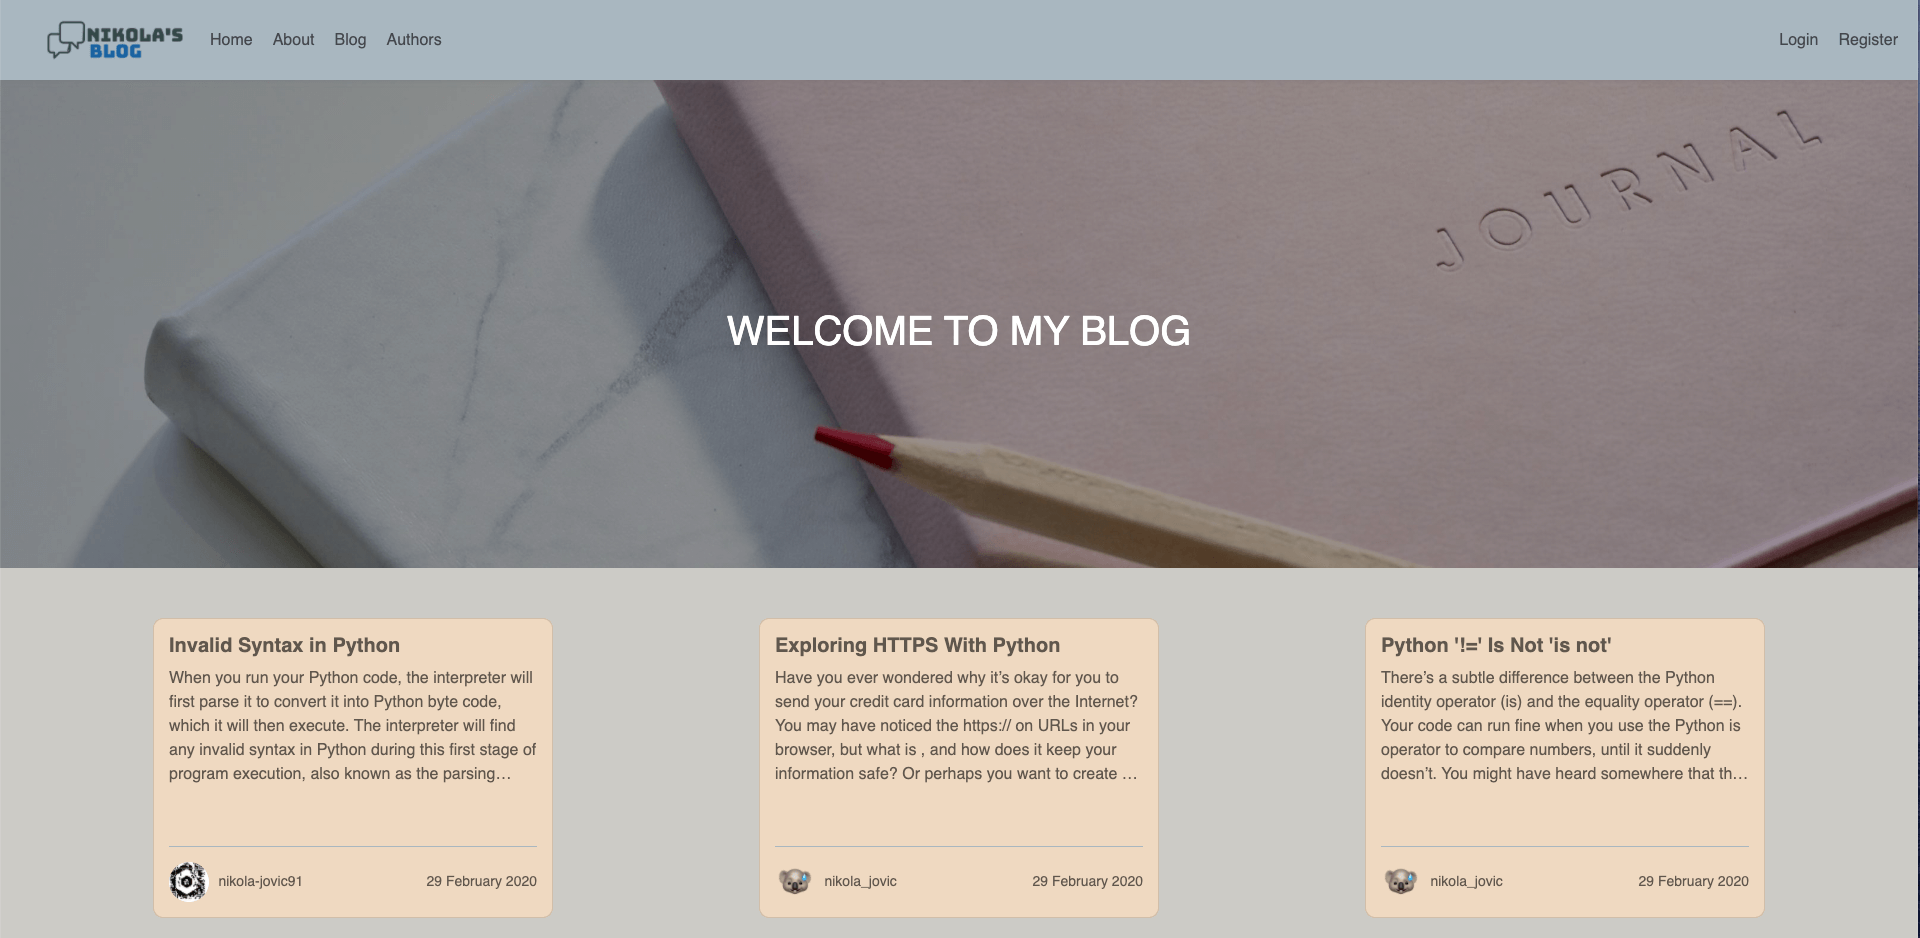 NIKOLA'S
BLOG
Home About Blog Authors Login Register
JOURNAL
WELCOME TO MY BLOG
Invalid Syntax in Python
When you run your Python code, the interpreter will
first parse it to convert it into Python byte code,
which it will then execute. The interpreter will find
any invalid syntax in Python during this first stage of
program execution, also known as the parsing…
nikola-jovic91 29 February 2020
Exploring HTTPS With Python
Have you ever wondered why it’s okay for you to
send your credit card information over the Internet?
You may have noticed the https:// on URLs in your
browser, but what is , and how does it keep your
information safe? Or perhaps you want to create …
nikola_jovic 29 February 2020
Python '!=' Is Not 'is not'
There’s a subtle difference between the Python
identity operator (is) and the equality operator (==).
Your code can run fine when you use the Python is
operator to compare numbers, until it suddenly
doesn’t. You might have heard somewhere that th…
nikola_jovic 29 February 2020